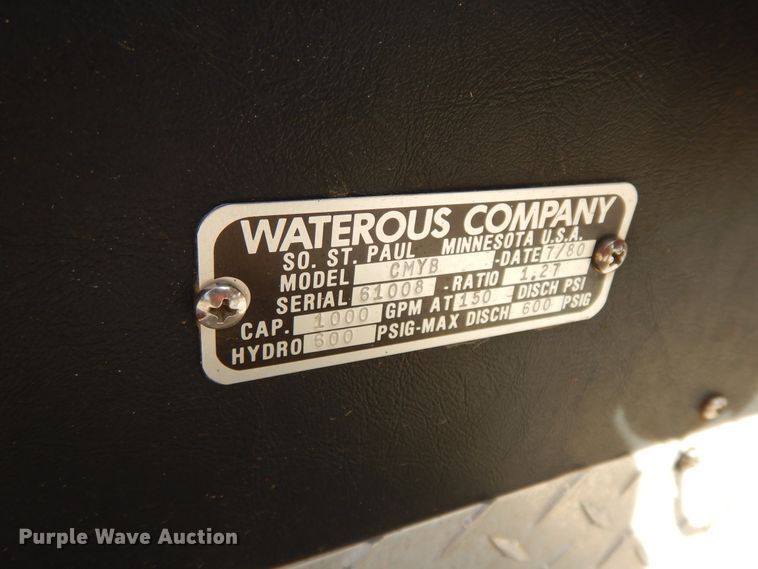 WATEROUS COMPANY
SO. ST. PAUL MINNESOTA U.S.A.
MODEL CMYB -DATE 7/80
SERIAL 61008 -RATIO 1.27
CAP. 1000 GPM AT 150 - DISCH PSI
HYDRO 600 PSIG-MAX DISCH 600 PSIG
Purple Wave Auction